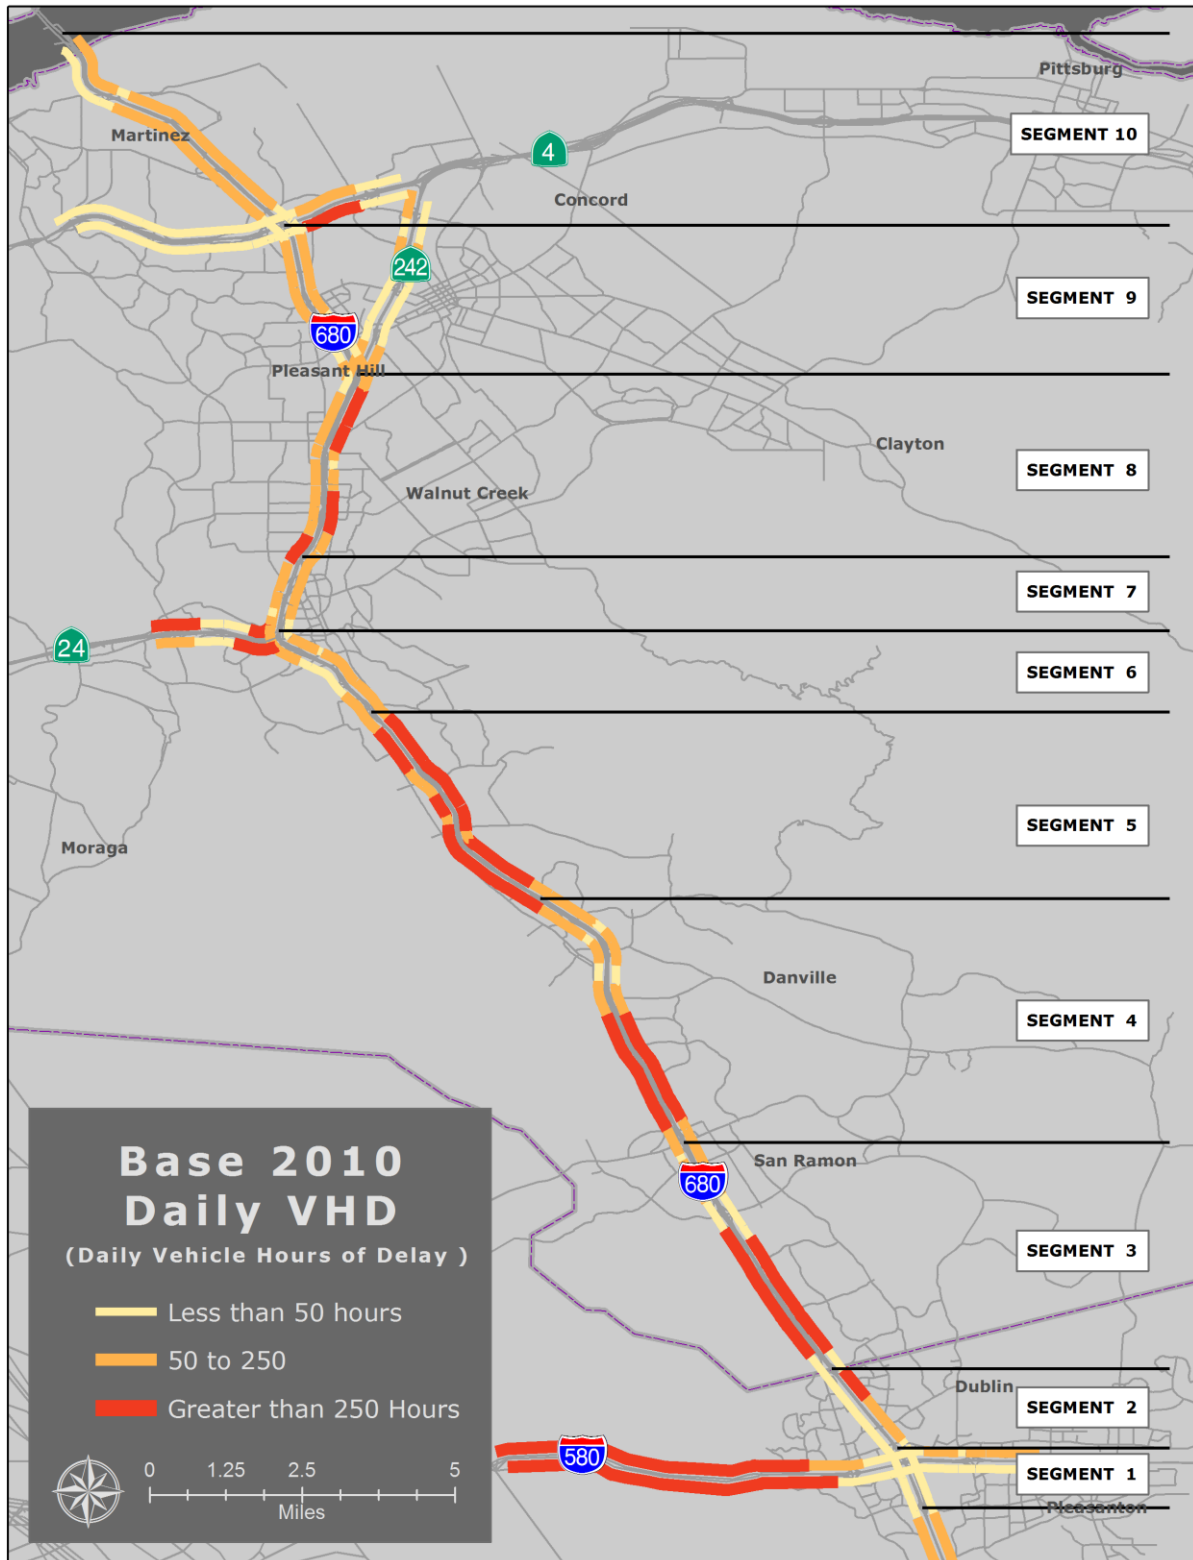 Pittsburg
Martinez
SEGMENT 10
4
Concord
242
SEGMENT 9
680
Pleasant Hill
Clayton
SEGMENT 8
Walnut Creek
SEGMENT 7
24
SEGMENT 6
SEGMENT 5
Moraga
Danville
SEGMENT 4
San Ramon
680
SEGMENT 3
Dublin
SEGMENT 2
580
SEGMENT 1
Pleasanton
Base 2010
Daily VHD
(Daily Vehicle Hours of Delay )
Less than 50 hours
50 to 250
Greater than 250 Hours
0 1.25 2.5 5
Miles